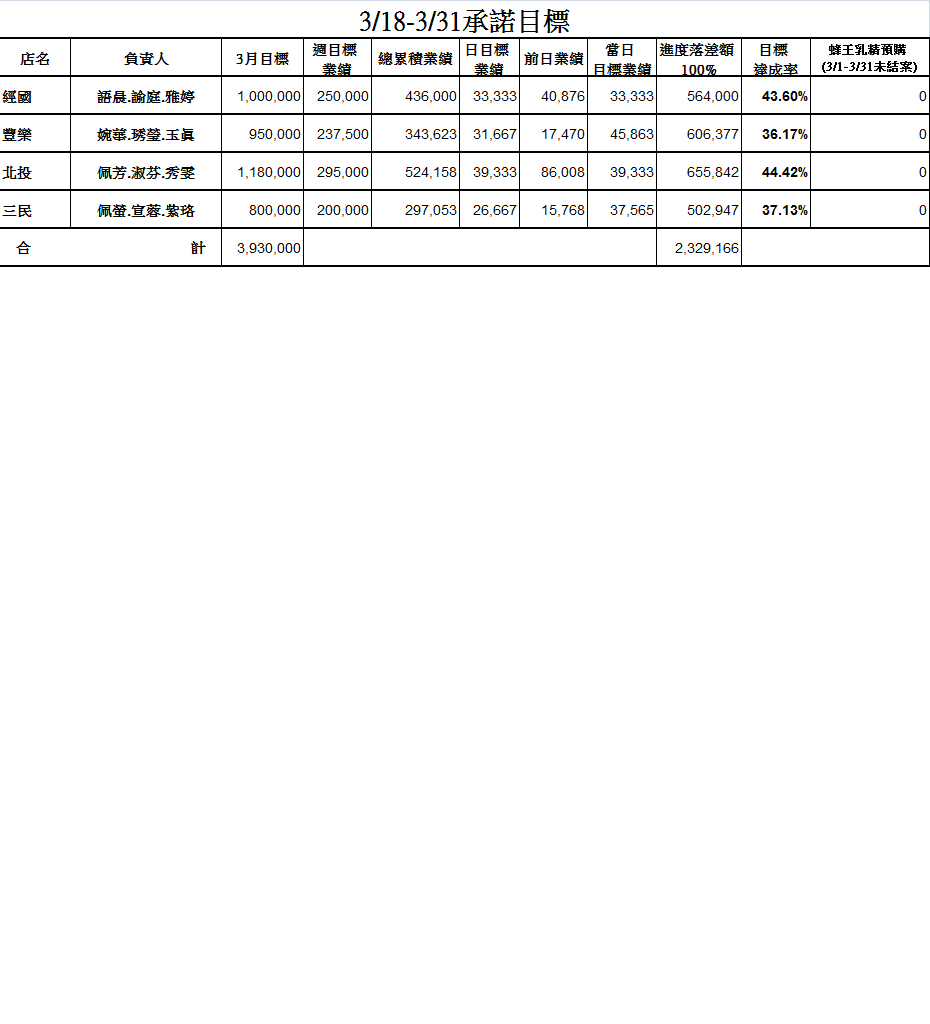 3/18-3/31承諾目標
店名 負責人 3月目標 週目標業績 總累積業績 日目標業績 前日業績 當日目標業績 進度落差額100% 目標達成率 蜂王乳精預購(3/1-3/31未結案)
經國 語晨.諭庭.雅婷 1,000,000 250,000 436,000 33,333 40,876 33,333 564,000 43.60% 0
豐樂 婉華.琇瑩.玉眞 950,000 237,500 343,623 31,667 17,470 45,863 606,377 36.17% 0
北投 佩芳.淑芬.秀雯 1,180,000 295,000 524,158 39,333 86,008 39,333 655,842 44.42% 0
三民 佩螢.宣蓉.紫珞 800,000 200,000 297,053 26,667 15,768 37,565 502,947 37.13% 0
合 計 3,930,000 2,329,166